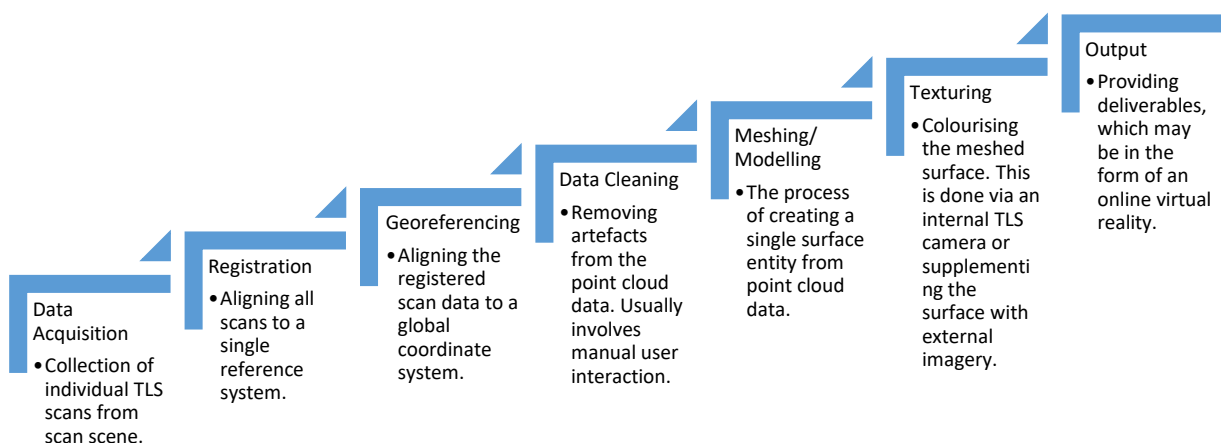 Data
Acquisition
•Collection of
individual TLS
scans from
scan scene.
Registration
•Aligning all
scans to a
single
reference
system.
Georeferencing
•Aligning the
registered
scan data to a
global
coordinate
system.
Data Cleaning
•Removing
artefacts
from the
point cloud
data. Usually
involves
manual user
interaction.
Meshing/
Modelling
•The process
of creating a
single surface
entity from
point cloud
data.
Texturing
•Colourising
the meshed
surface. This
is done via an
internal TLS
camera or
supplementi
ng the
surface with
external
imagery.
Output
•Providing
deliverables,
which may
be in the
form of an
online virtual
reality.